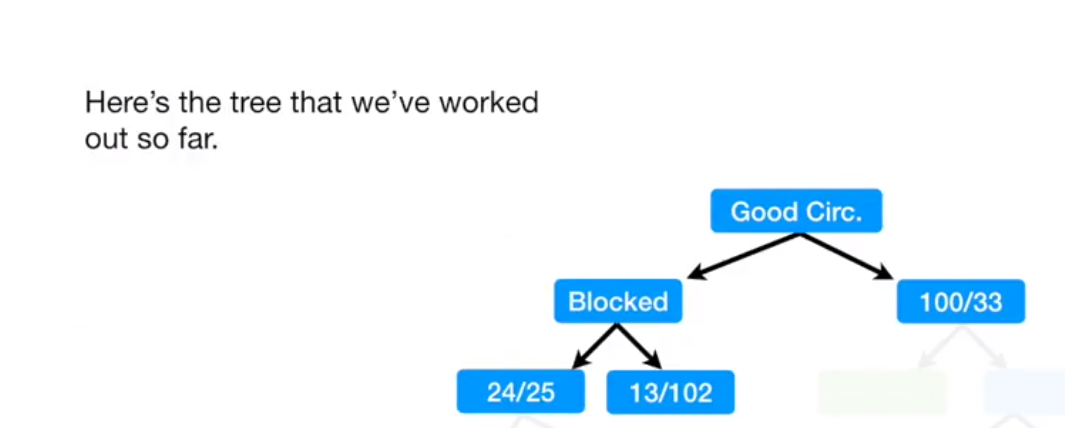 Here’s the tree that we’ve worked
out so far.
Good Circ.
Blocked
100/33
24/25
13/102